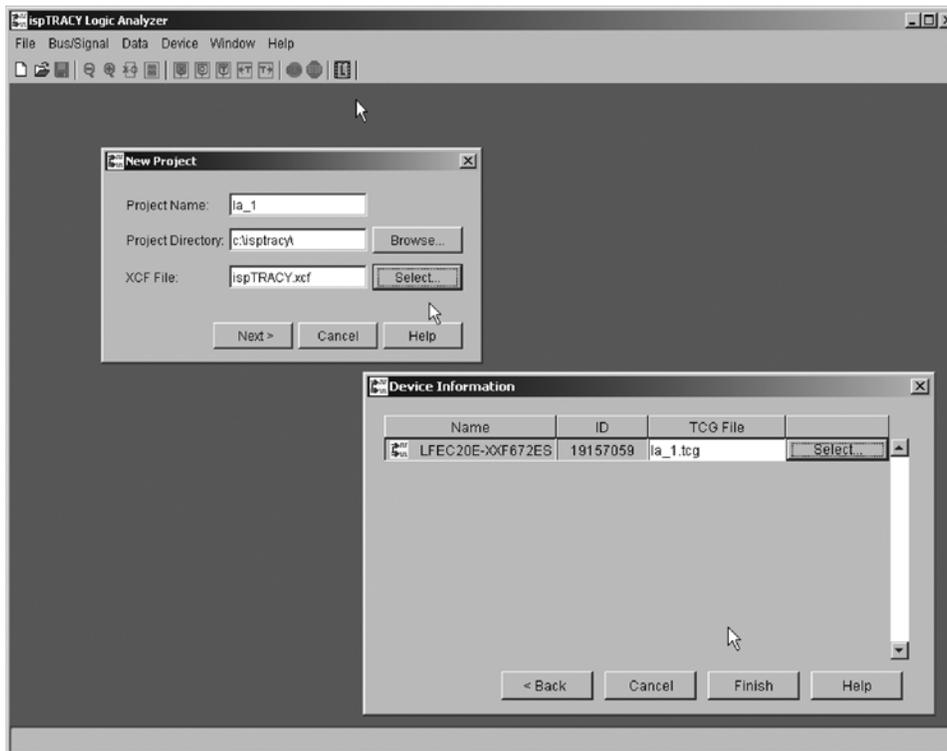 ispTRACY Logic Analyzer
File Bus/Signal Data Device Window Help
New Project
Project Name: la_1
Project Directory: c:\isptracy\ Browse...
XCF File: ispTRACY.xcf Select...
Next > Cancel Help
Device Information
Name ID TCG File
LFEC20E-XXF672ES 19157059 la_1.tcg Select...
< Back Cancel Finish Help